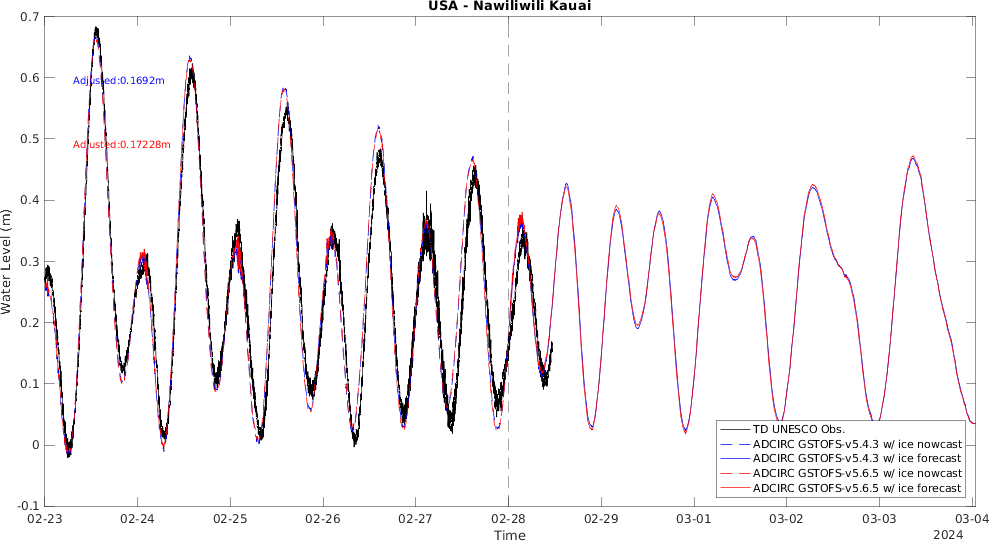 USA - Nawiliwili Kauai
0.7
0.6
0.5
0.4
0.3
0.2
0.1
0
-0.1
Water Level (m)
Adjusted:0.1692m
Adjusted:0.17228m
TD UNESCO Obs.
ADCIRC GSTOFS-v5.4.3 w/ ice nowcast
ADCIRC GSTOFS-v5.4.3 w/ ice forecast
ADCIRC GSTOFS-v5.6.5 w/ ice nowcast
ADCIRC GSTOFS-v5.6.5 w/ ice forecast
02-23 02-24 02-25 02-26 02-27 02-28 02-29 03-01 03-02 03-03 03-04
Time
2024